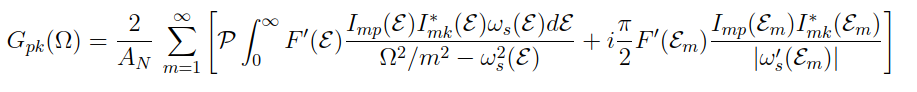 G_{pk}(\Omega) = \frac{2}{A_N} \sum_{m=1}^{\infty} \left[ \mathcal{P} \int_0^{\infty} F'(\mathcal{E}) \frac{I_{mp}(\mathcal{E}) I_{mk}^*(\mathcal{E}) \omega_s(\mathcal{E}) d\mathcal{E}}{\Omega^2/m^2 - \omega_s^2(\mathcal{E})} + i \frac{\pi}{2} F'(\mathcal{E}_m) \frac{I_{mp}(\mathcal{E}_m) I_{mk}^*(\mathcal{E}_m)}{|\omega_s'(\mathcal{E}_m)|} \right]